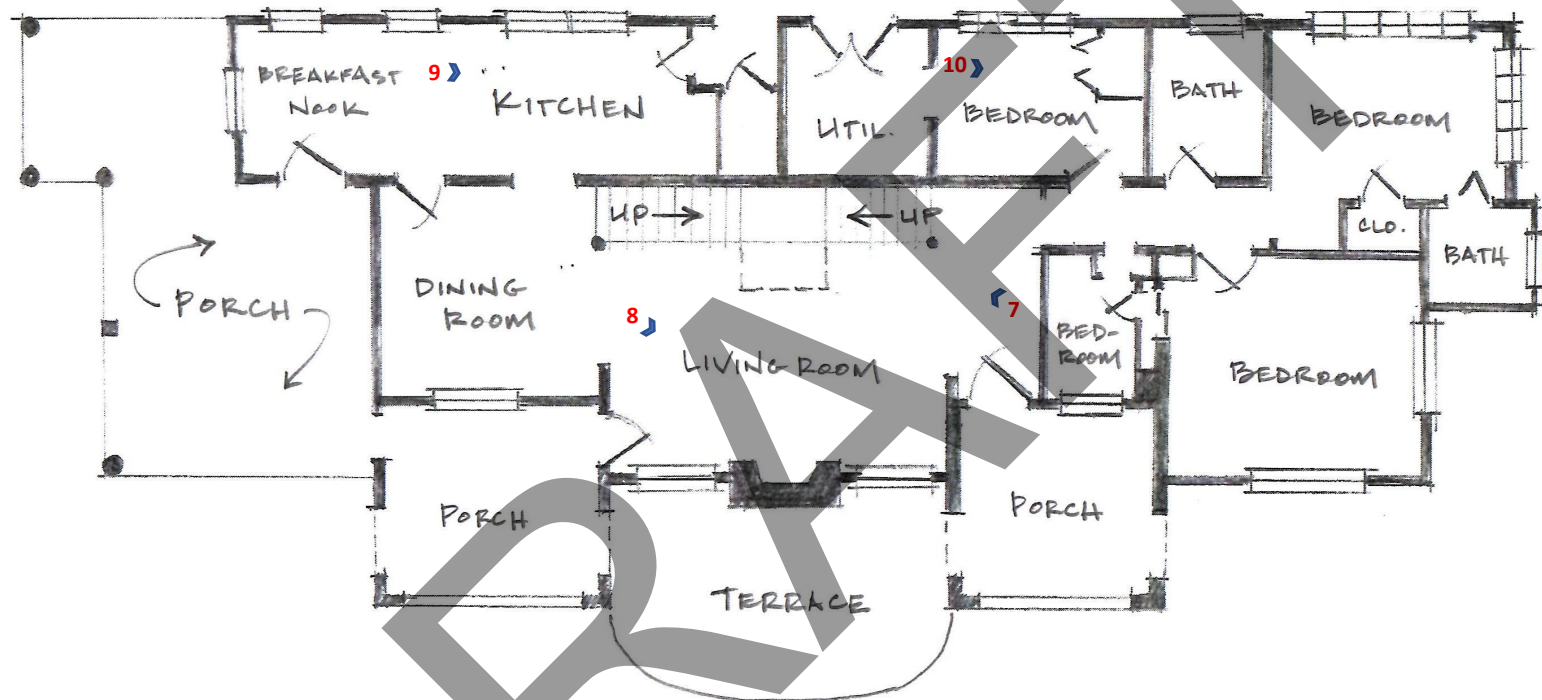 9
BREAKFAST
NOOK
KITCHEN
UTIL.
10
BEDROOM
BATH
BEDROOM
UP
UP
CLO.
BATH
PORCH
DINING
ROOM
8
LIVING ROOM
7
BED-
ROOM
BEDROOM
PORCH
PORCH
TERRACE
DRAFT